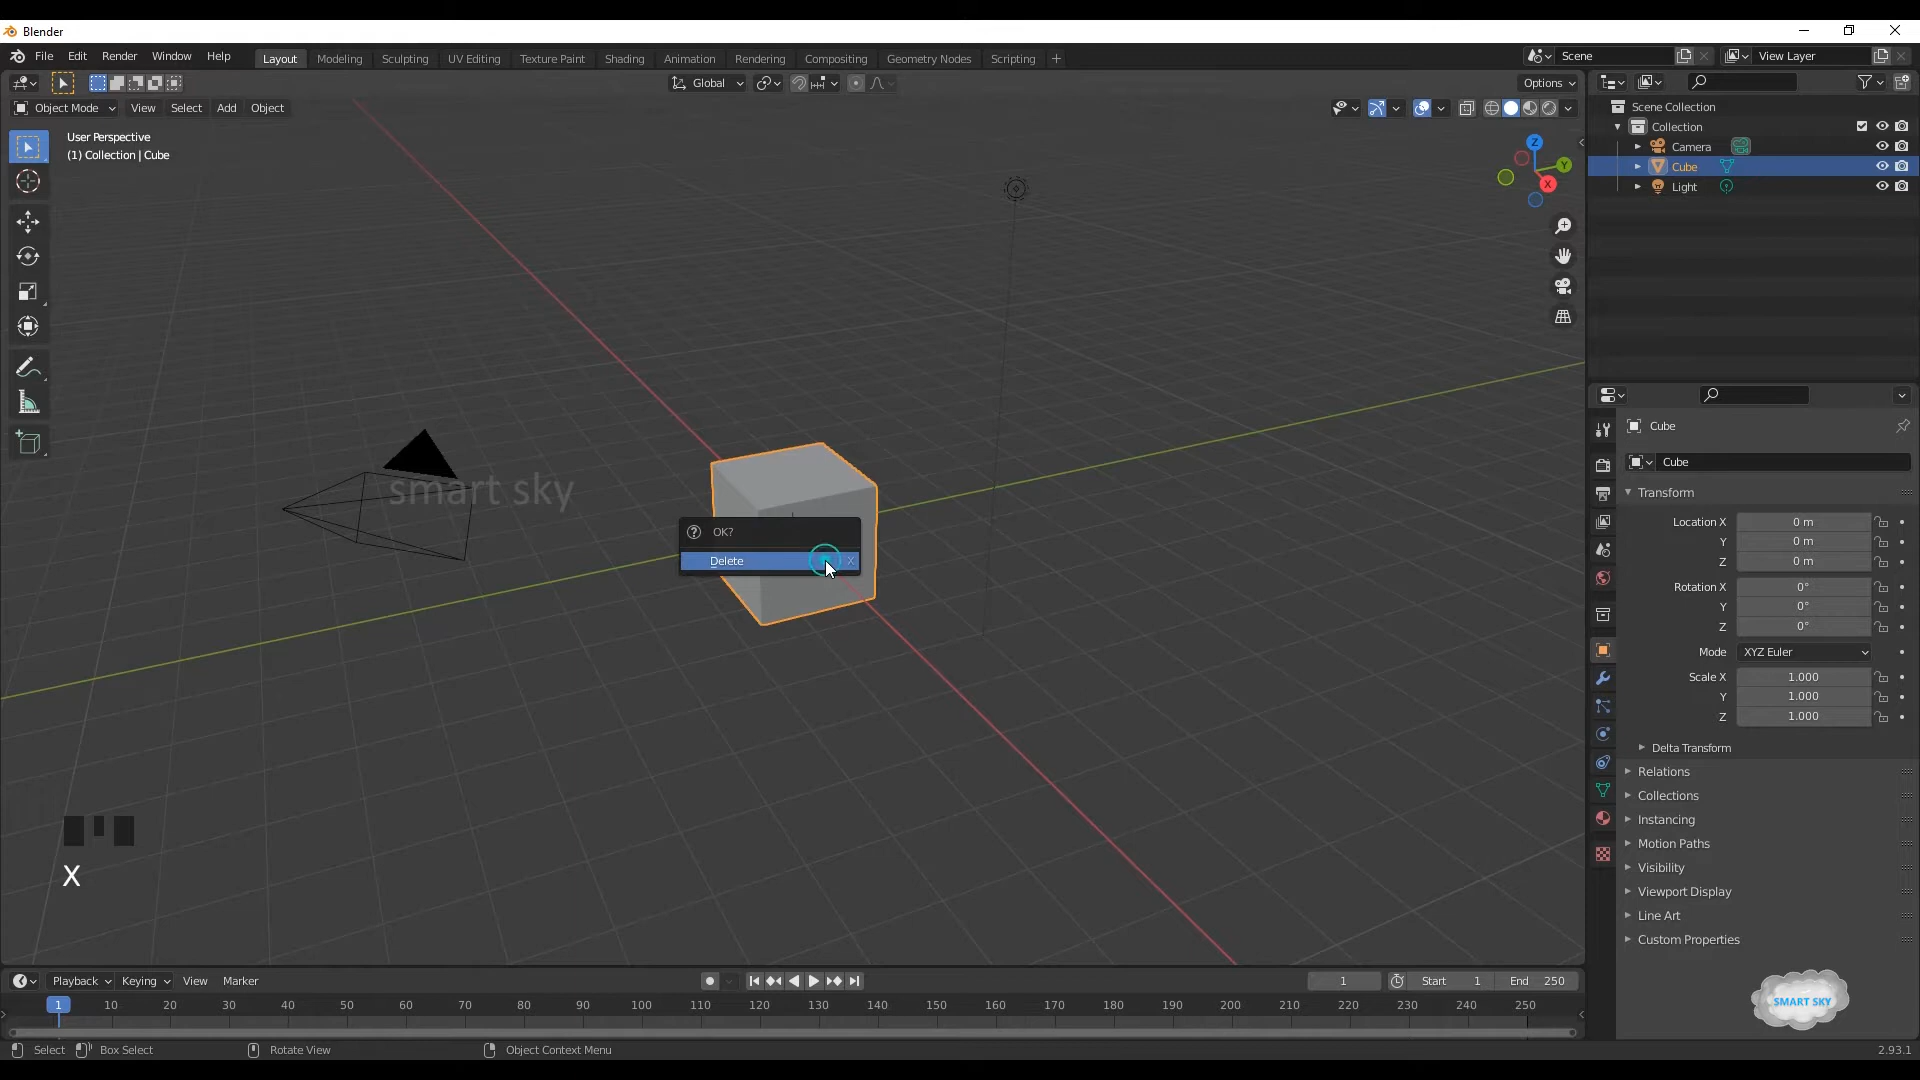 Blender
File Edit Render Window Help Layout Modeling Sculpting UV Editing Texture Paint Shading Animation Rendering Compositing Geometry Nodes Scripting + Scene View Layer
Global Options
Object Mode View Select Add Object
User Perspective
(1) Collection | Cube
Z
Y
X
Scene Collection
Collection
Camera
Cube
Light
smart sky
OK?
Delete X
X
Cube
Cube
Transform
Location X 0 m
Y 0 m
Z 0 m
Rotation X 0°
Y 0°
Z 0°
Mode XYZ Euler
Scale X 1.000
Y 1.000
Z 1.000
Delta Transform
Relations
Collections
Instancing
Motion Paths
Visibility
Viewport Display
Line Art
Custom Properties
SMART SKY
Playback Keying View Marker 1 Start 1 End 250
1 10 20 30 40 50 60 70 80 90 100 110 120 130 140 150 160 170 180 190 200 210 220 230 240 250
Select Box Select Rotate View Object Context Menu 2.93.1